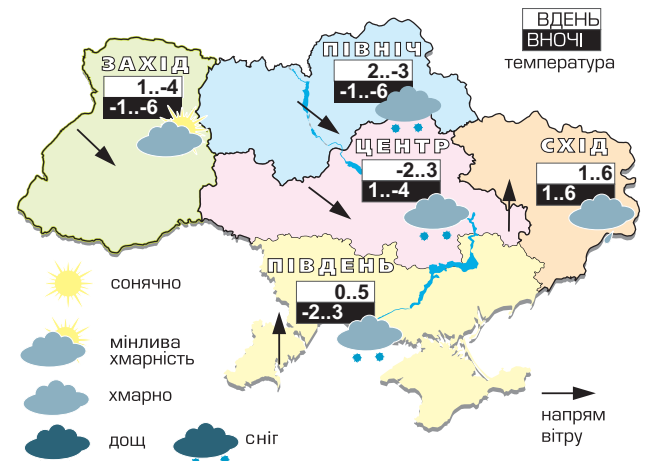 ВДЕНЬ
ВНОЧІ
температура
ЗАХІД
1..-4
-1..-6
ПІВНІЧ
2..-3
-1..-6
ЦЕНТР
-2..3
1..-4
СХІД
1..6
1..6
ПІВДЕНЬ
0..5
-2..3
сонячно
мінлива
хмарність
хмарно
дощ
сніг
напрям
вітру